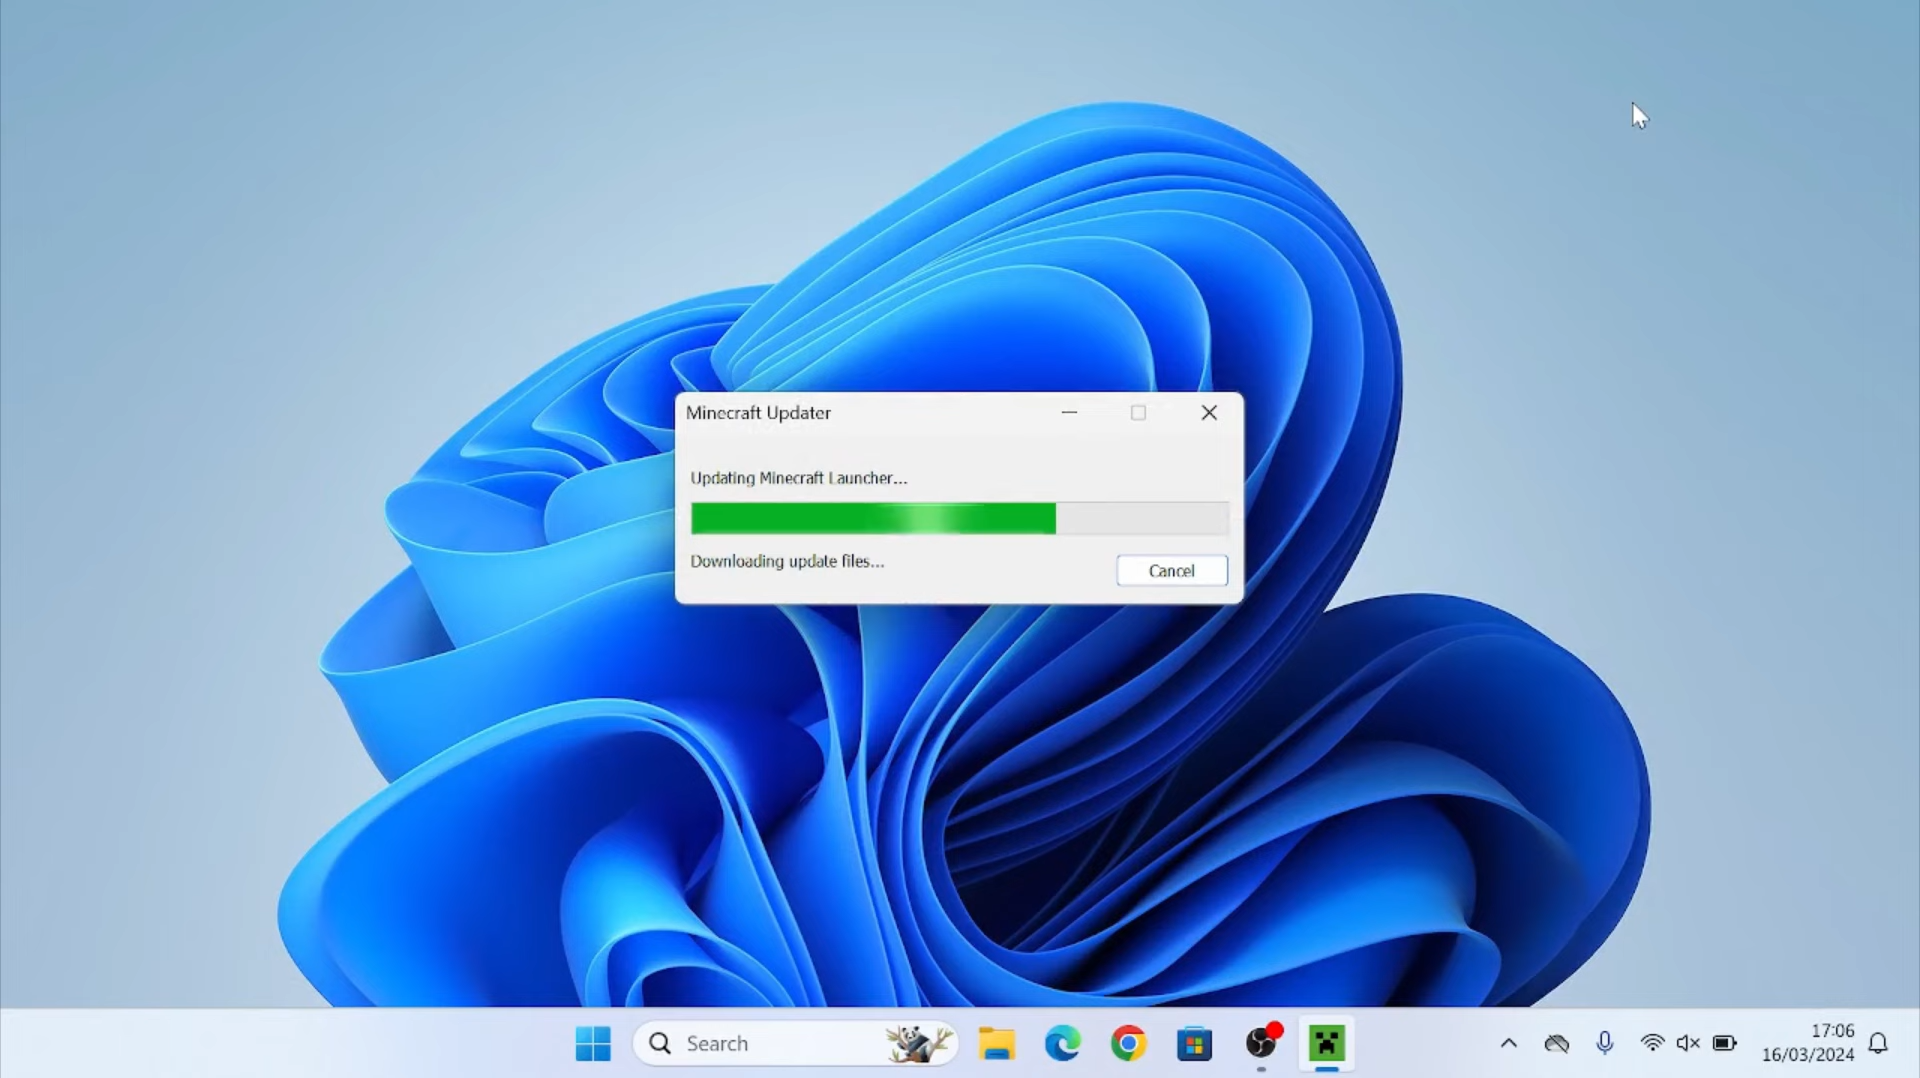 Minecraft Updater
Updating Minecraft Launcher...
Downloading update files...
Cancel
Search
17:06
16/03/2024